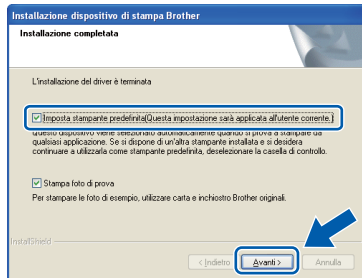 Installazione dispositivo di stampa Brother
Installazione completata
L'installazione del driver è terminata
Imposta stampante predefinita(Questa impostazione sarà applicata all'utente corrente.)
Questo dispositivo viene selezionato automaticamente quando si prova a stampare da
qualsiasi applicazione. Se si dispone di un'altra stampante installata e si desidera
continuare a utilizzarla come stampante predefinita, deselezionare la casella di controllo.
Stampa foto di prova
Per stampare le foto di esempio, utilizzare carta e inchiostro Brother originali.
InstallShield
< Indietro
Avanti >
Annulla